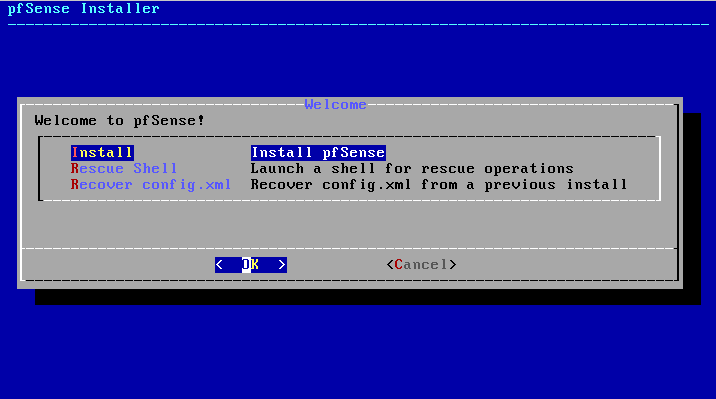 pfSense Installer
Welcome
Welcome to pfSense!
Install Install pfSense
Rescue Shell Launch a shell for rescue operations
Recover config.xml Recover config.xml from a previous install
< OK > <Cancel>